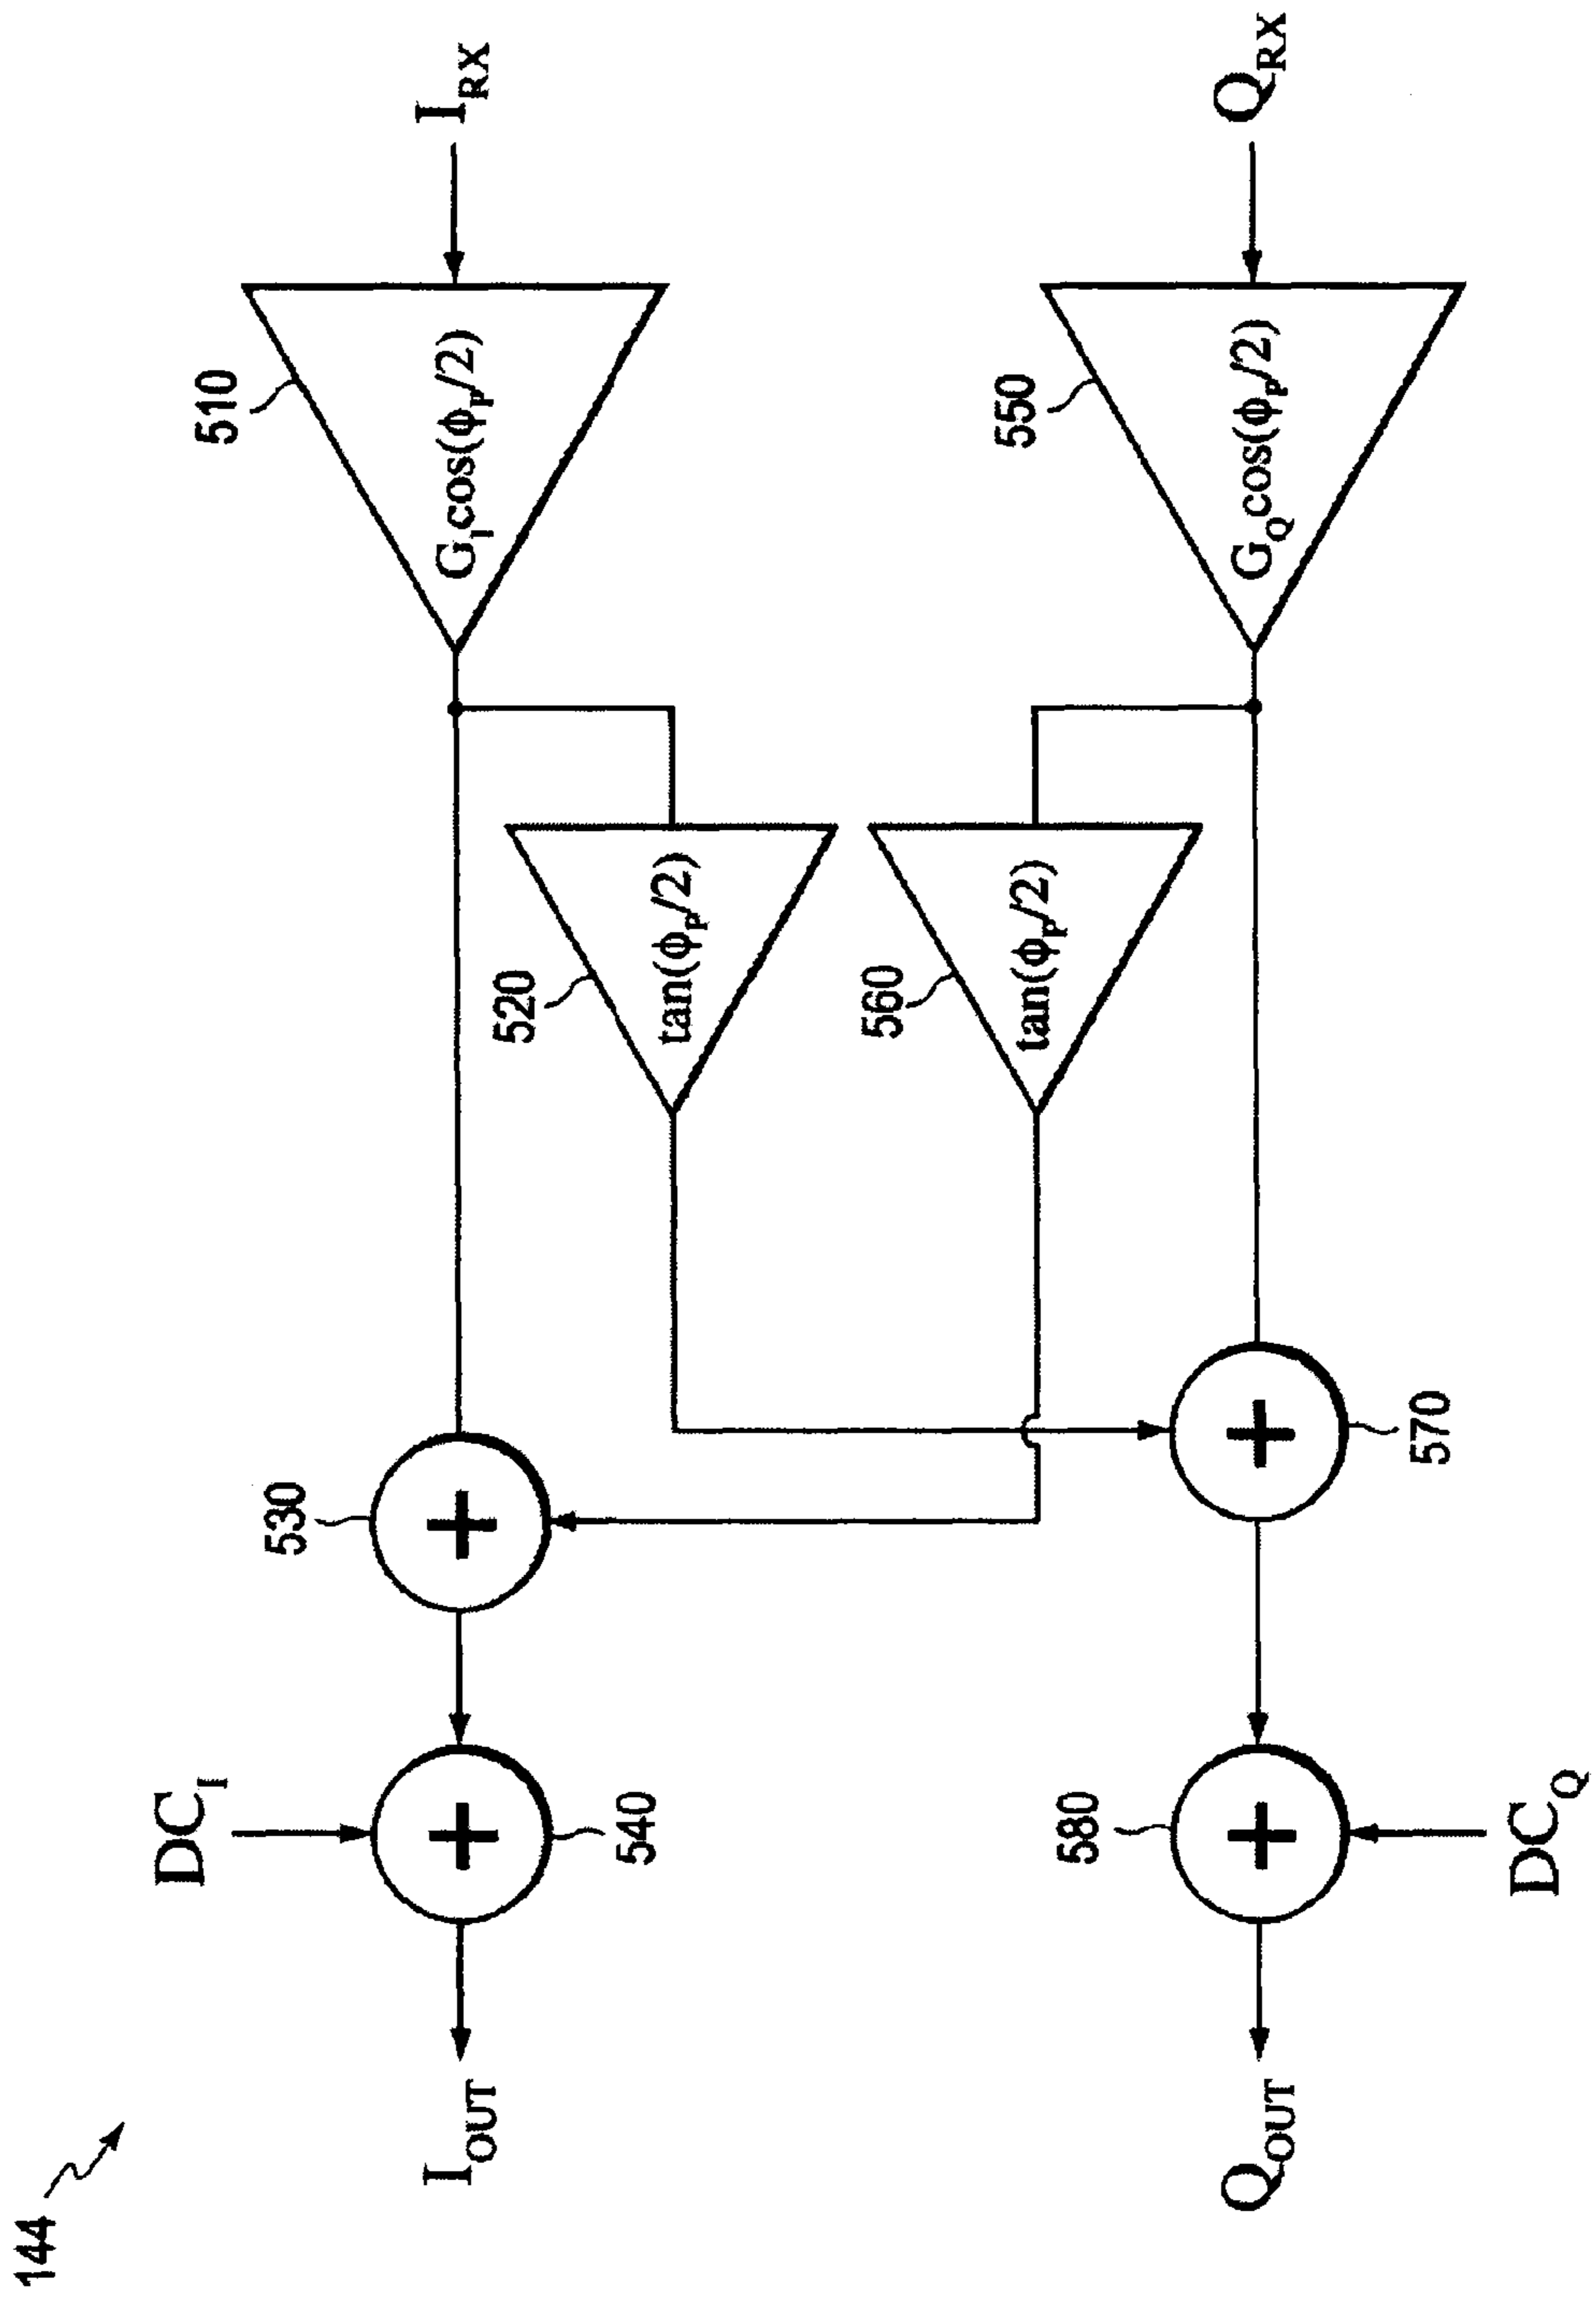 144
I_OUT
DC_I
540
530
520
tan(ϕ_P/2)
510
G_I cos(ϕ_P/2)
I_RX
Q_OUT
580
DC_Q
570
560
tan(ϕ_P/2)
550
G_Q cos(ϕ_P/2)
Q_RX
+
+
+
+